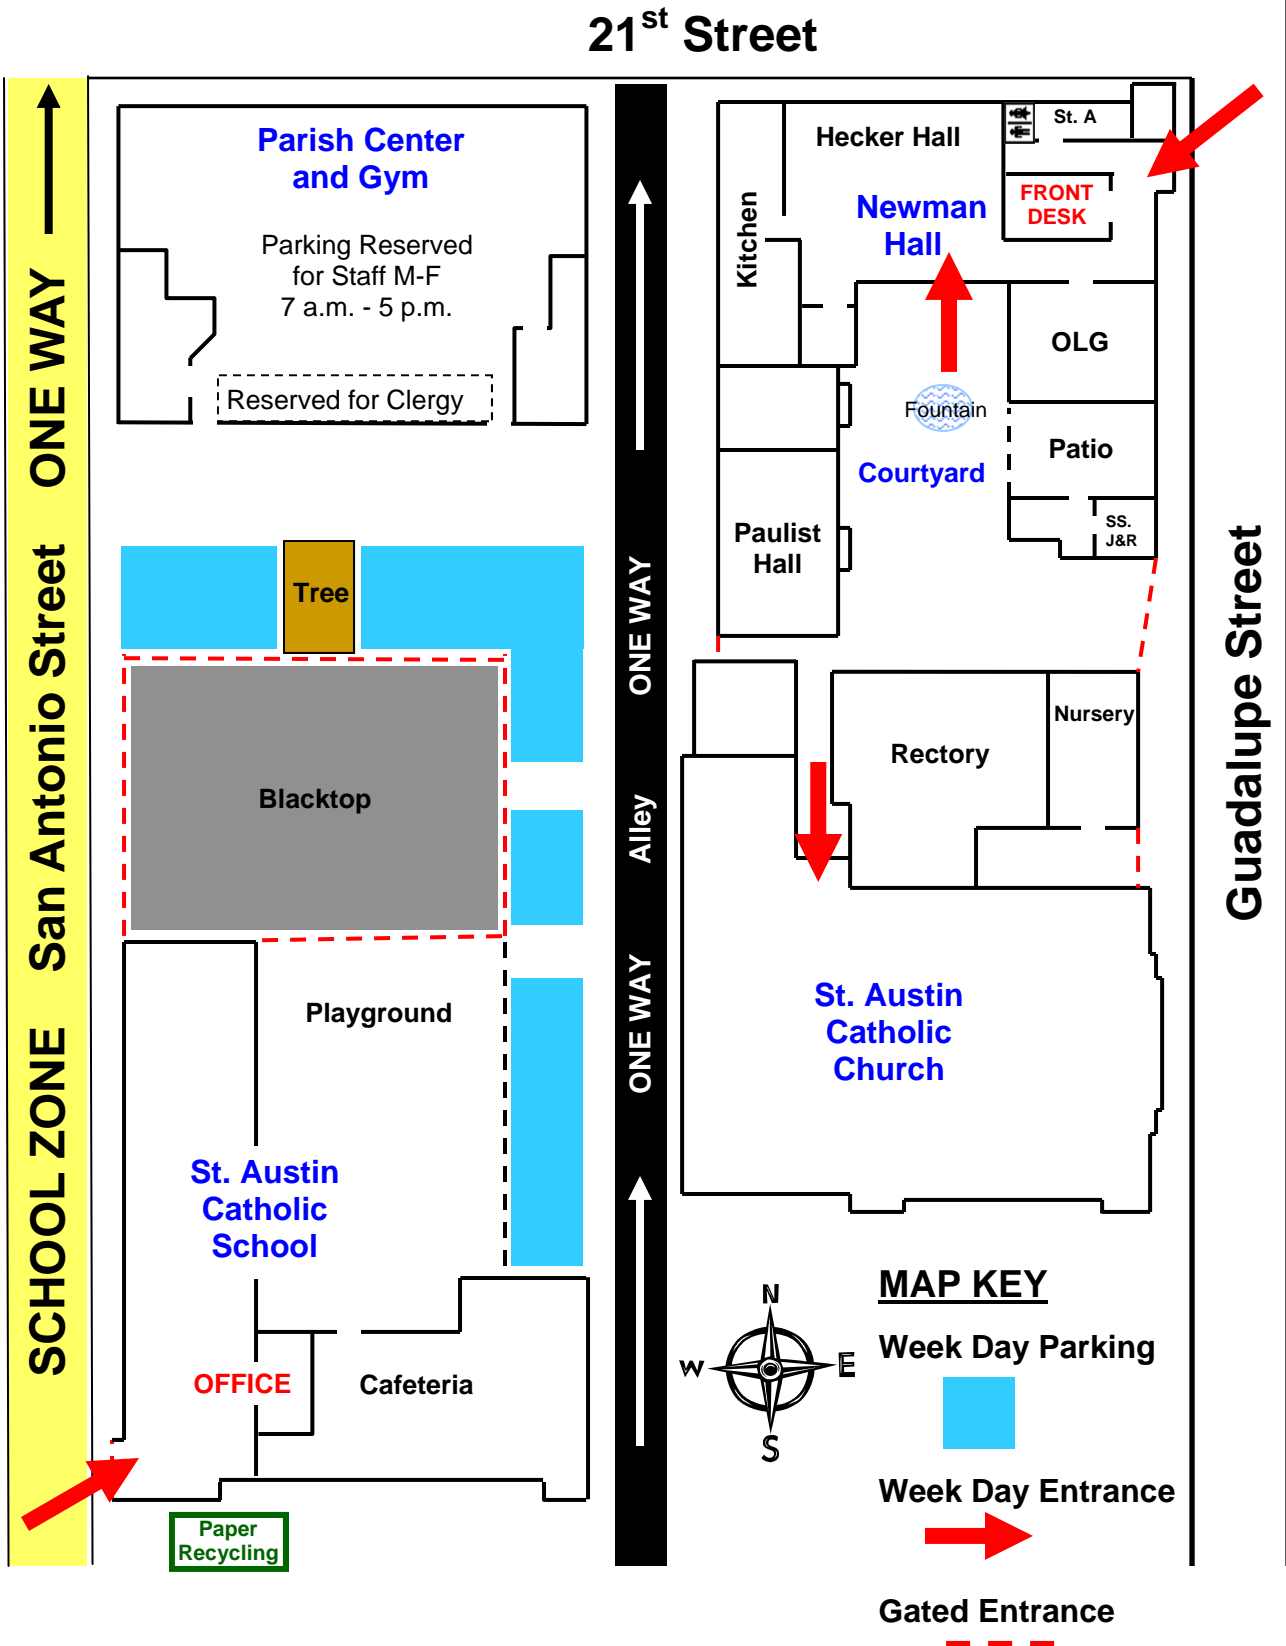 21st Street
SCHOOL ZONE San Antonio Street ONE WAY
Parish Center
and Gym
Parking Reserved
for Staff M-F
7 a.m. - 5 p.m.
Reserved for Clergy
Tree
Blacktop
Playground
St. Austin
Catholic
School
OFFICE
Cafeteria
Paper
Recycling
ONE WAY Alley ONE WAY
Hecker Hall
St. A
Kitchen
Newman
Hall
FRONT
DESK
OLG
Fountain
Patio
Courtyard
SS.
J&R
Paulist
Hall
Rectory
Nursery
St. Austin
Catholic
Church
Guadalupe Street
N
W
E
S
MAP KEY
Week Day Parking
Week Day Entrance
Gated Entrance